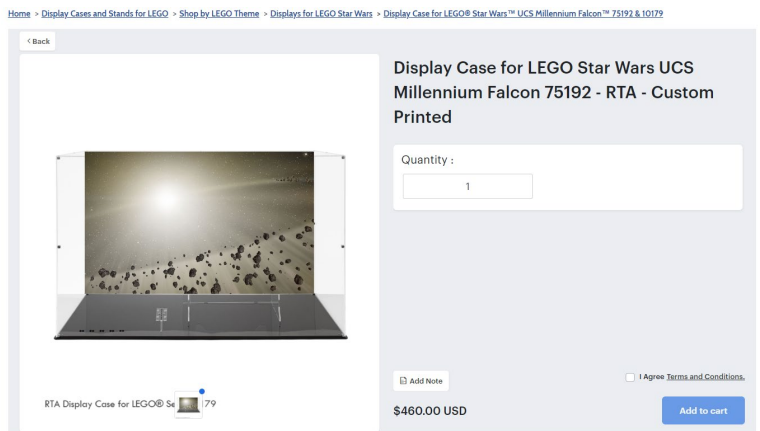 Home > Display Cases and Stands for LEGO > Shop by LEGO Theme > Displays for LEGO Star Wars > Display Case for LEGO® Star Wars™ UCS Millennium Falcon™ 75192 & 10179
< Back
Display Case for LEGO Star Wars UCS
Millennium Falcon 75192 - RTA - Custom
Printed
Quantity :
1
RTA Display Case for LEGO® Se 79
Add Note
I Agree Terms and Conditions.
$460.00 USD
Add to cart